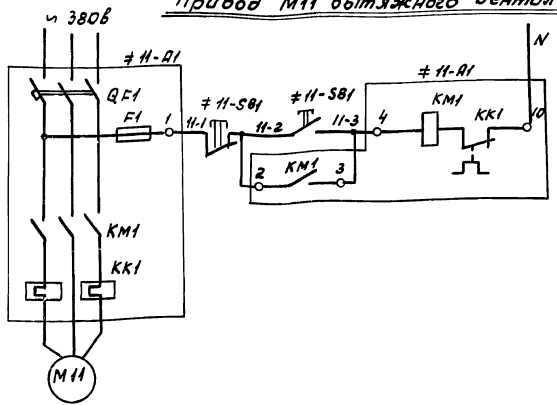 Привод М11 вытяжного вентил
~ 380в
N
≠ 11-А1
≠ 11-А1
QF1
≠ 11-SB1
≠ 11-SB1
КМ1
КК1
F1
1
11-1
11-2
11-3
4
10
2
КМ1
3
КМ1
КК1
М11